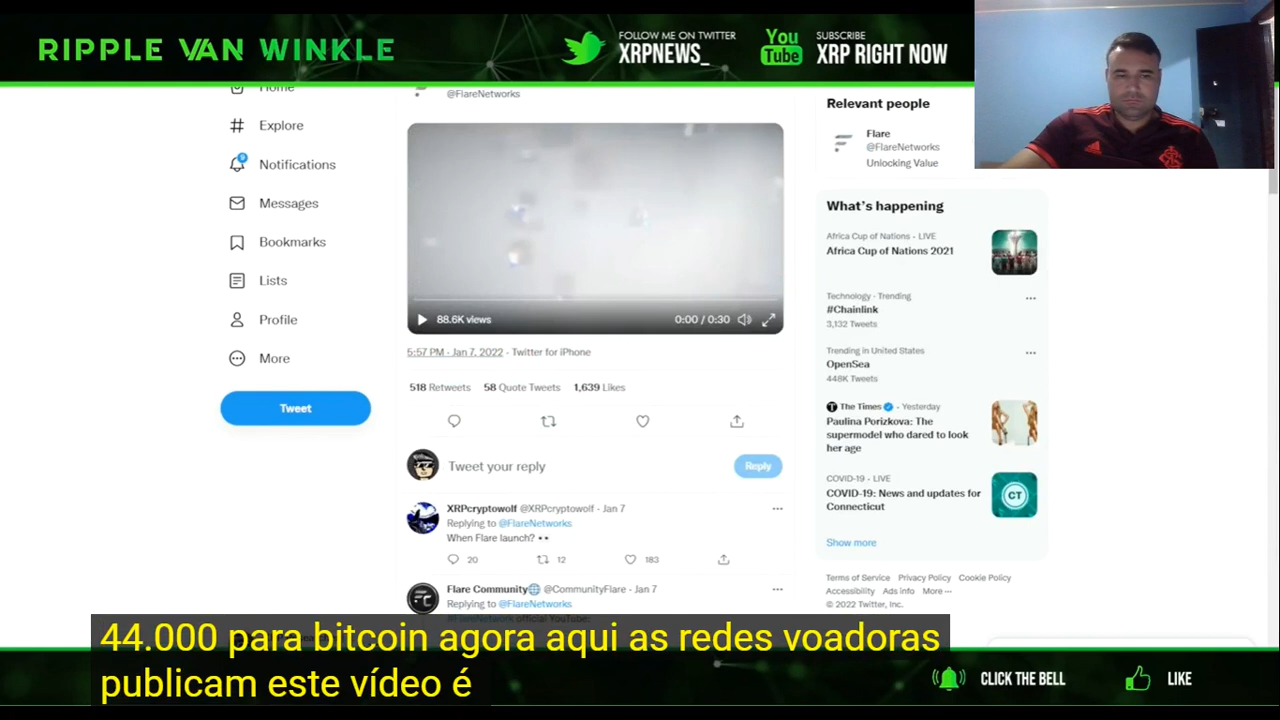 RIPPLE VAN WINKLE
FOLLOW ME ON TWITTER
XRPNEWS_
You
Tube
SUBSCRIBE
XRP RIGHT NOW
Home
Explore
9
Notifications
Messages
Bookmarks
Lists
Profile
More
Tweet
@FlareNetworks
88.6K views
0:00 / 0:30
5:57 PM · Jan 7, 2022 · Twitter for iPhone
518 Retweets 58 Quote Tweets 1,639 Likes
Tweet your reply
Reply
XRPcryptowolf @XRPcryptowolf · Jan 7
Replying to @FlareNetworks
When Flare launch? 👀
20 12 183
Flare Community🌐 @CommunityFlare · Jan 7
Replying to @FlareNetworks
#FlareNetwork official YouTube:
Relevant people
Flare
@FlareNetworks
Unlocking Value
What's happening
Africa Cup of Nations · LIVE
Africa Cup of Nations 2021
Technology · Trending
#Chainlink
3,132 Tweets
Trending in United States
OpenSea
448K Tweets
The Times · Yesterday
Paulina Porizkova: The
supermodel who dared to look
her age
COVID-19 · LIVE
COVID-19: News and updates for
Connecticut
CT
Show more
Terms of Service Privacy Policy Cookie Policy
Accessibility Ads info More ···
© 2022 Twitter, Inc.
44.000 para bitcoin agora aqui as redes voadoras
publicam este vídeo é
CLICK THE BELL
LIKE